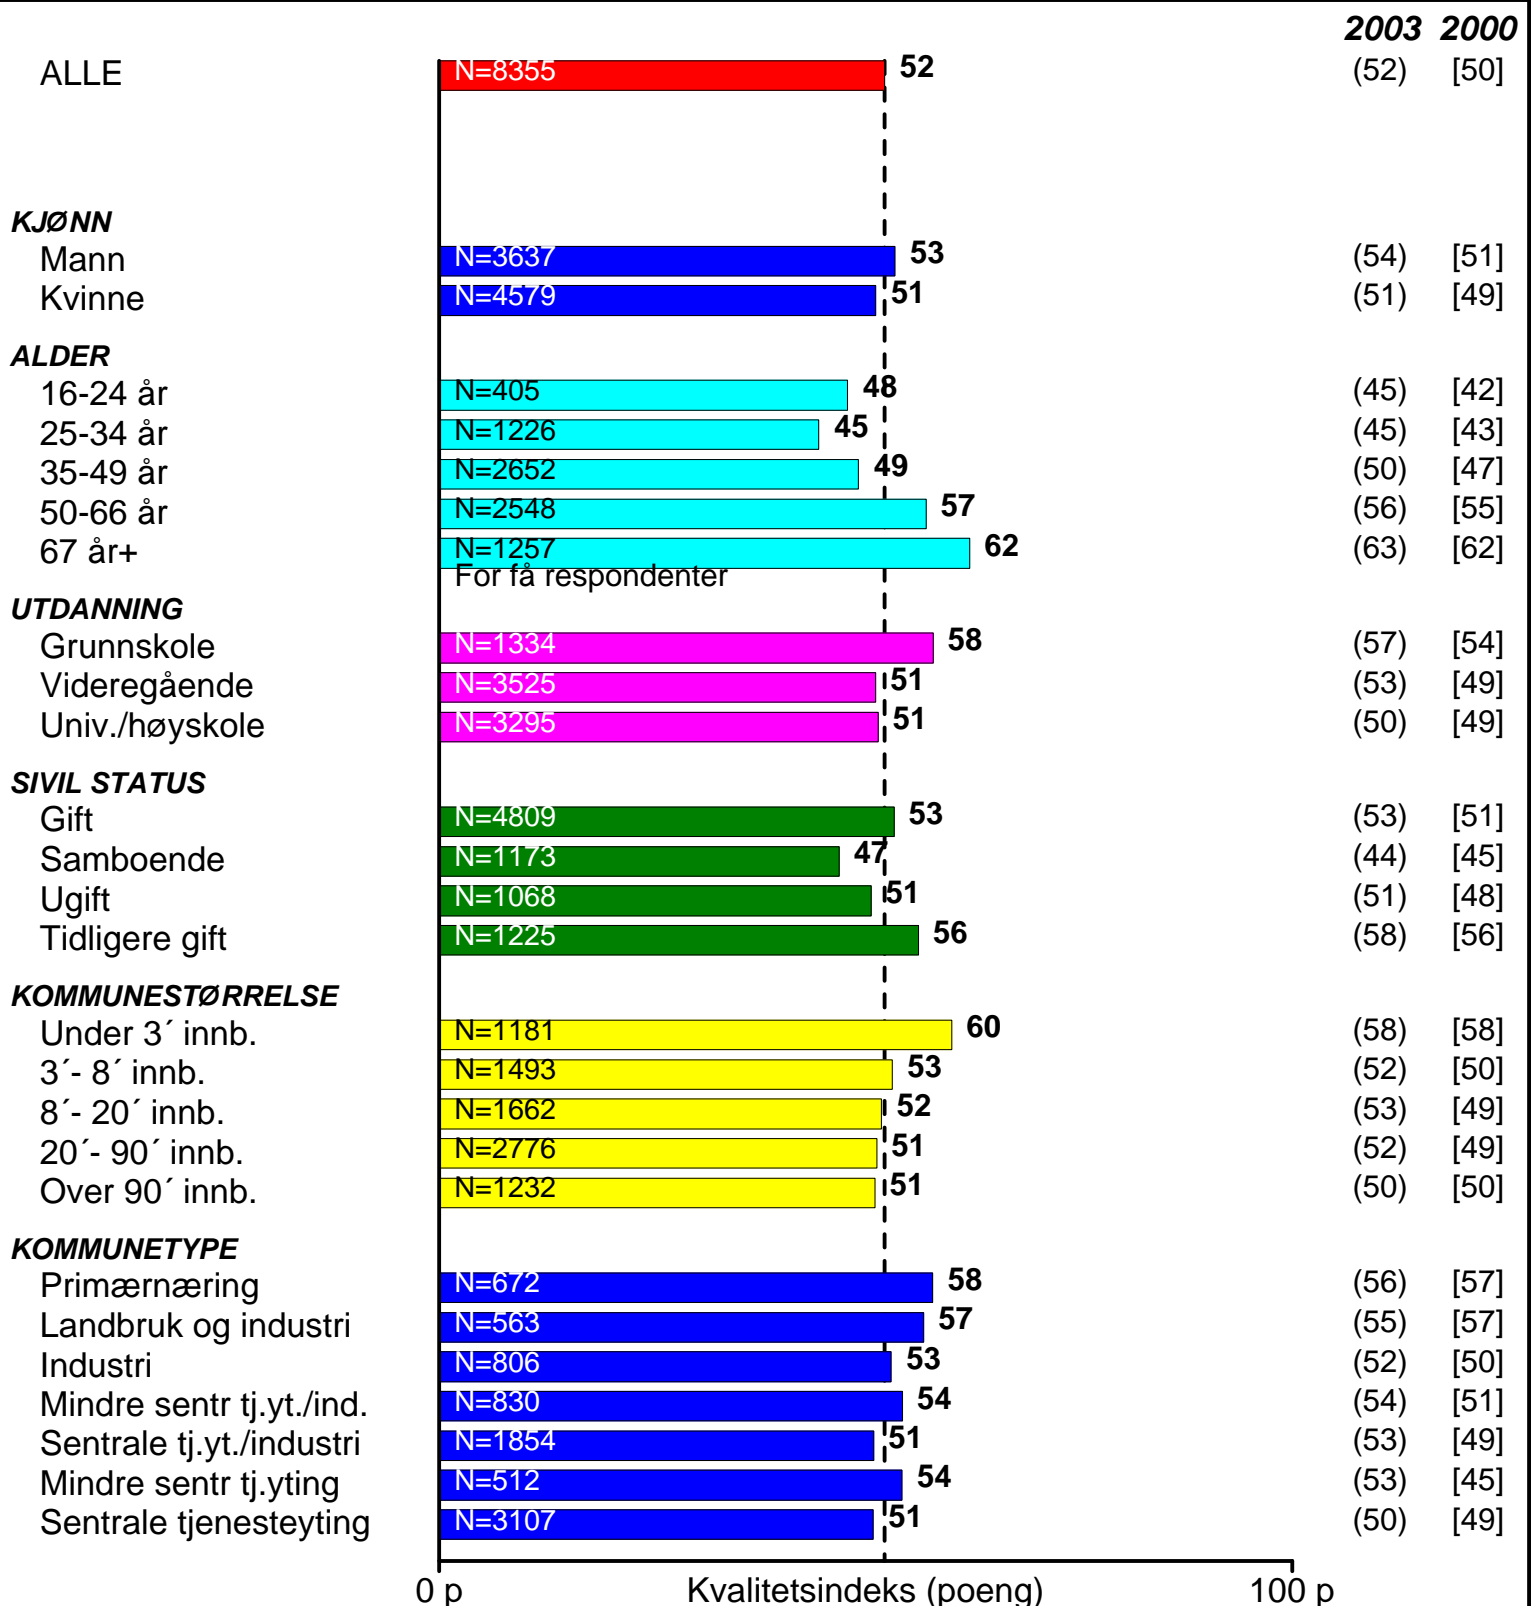 2003 2000
ALLE N=8355 52 (52) [50]
KJØNN
Mann N=3637 53 (54) [51]
Kvinne N=4579 51 (51) [49]
ALDER
16-24 år N=405 48 (45) [42]
25-34 år N=1226 45 (45) [43]
35-49 år N=2652 49 (50) [47]
50-66 år N=2548 57 (56) [55]
67 år+ N=1257 62 (63) [62]
For få respondenter
UTDANNING
Grunnskole N=1334 58 (57) [54]
Videregående N=3525 51 (53) [49]
Univ./høyskole N=3295 51 (50) [49]
SIVIL STATUS
Gift N=4809 53 (53) [51]
Samboende N=1173 47 (44) [45]
Ugift N=1068 51 (51) [48]
Tidligere gift N=1225 56 (58) [56]
KOMMUNESTØRRELSE
Under 3´ innb. N=1181 60 (58) [58]
3´- 8´ innb. N=1493 53 (52) [50]
8´- 20´ innb. N=1662 52 (53) [49]
20´- 90´ innb. N=2776 51 (52) [49]
Over 90´ innb. N=1232 51 (50) [50]
KOMMUNETYPE
Primærnæring N=672 58 (56) [57]
Landbruk og industri N=563 57 (55) [57]
Industri N=806 53 (52) [50]
Mindre sentr tj.yt./ind. N=830 54 (54) [51]
Sentrale tj.yt./industri N=1854 51 (53) [49]
Mindre sentr tj.yting N=512 54 (53) [45]
Sentrale tjenesteyting N=3107 51 (50) [49]
0 p Kvalitetsindeks (poeng) 100 p